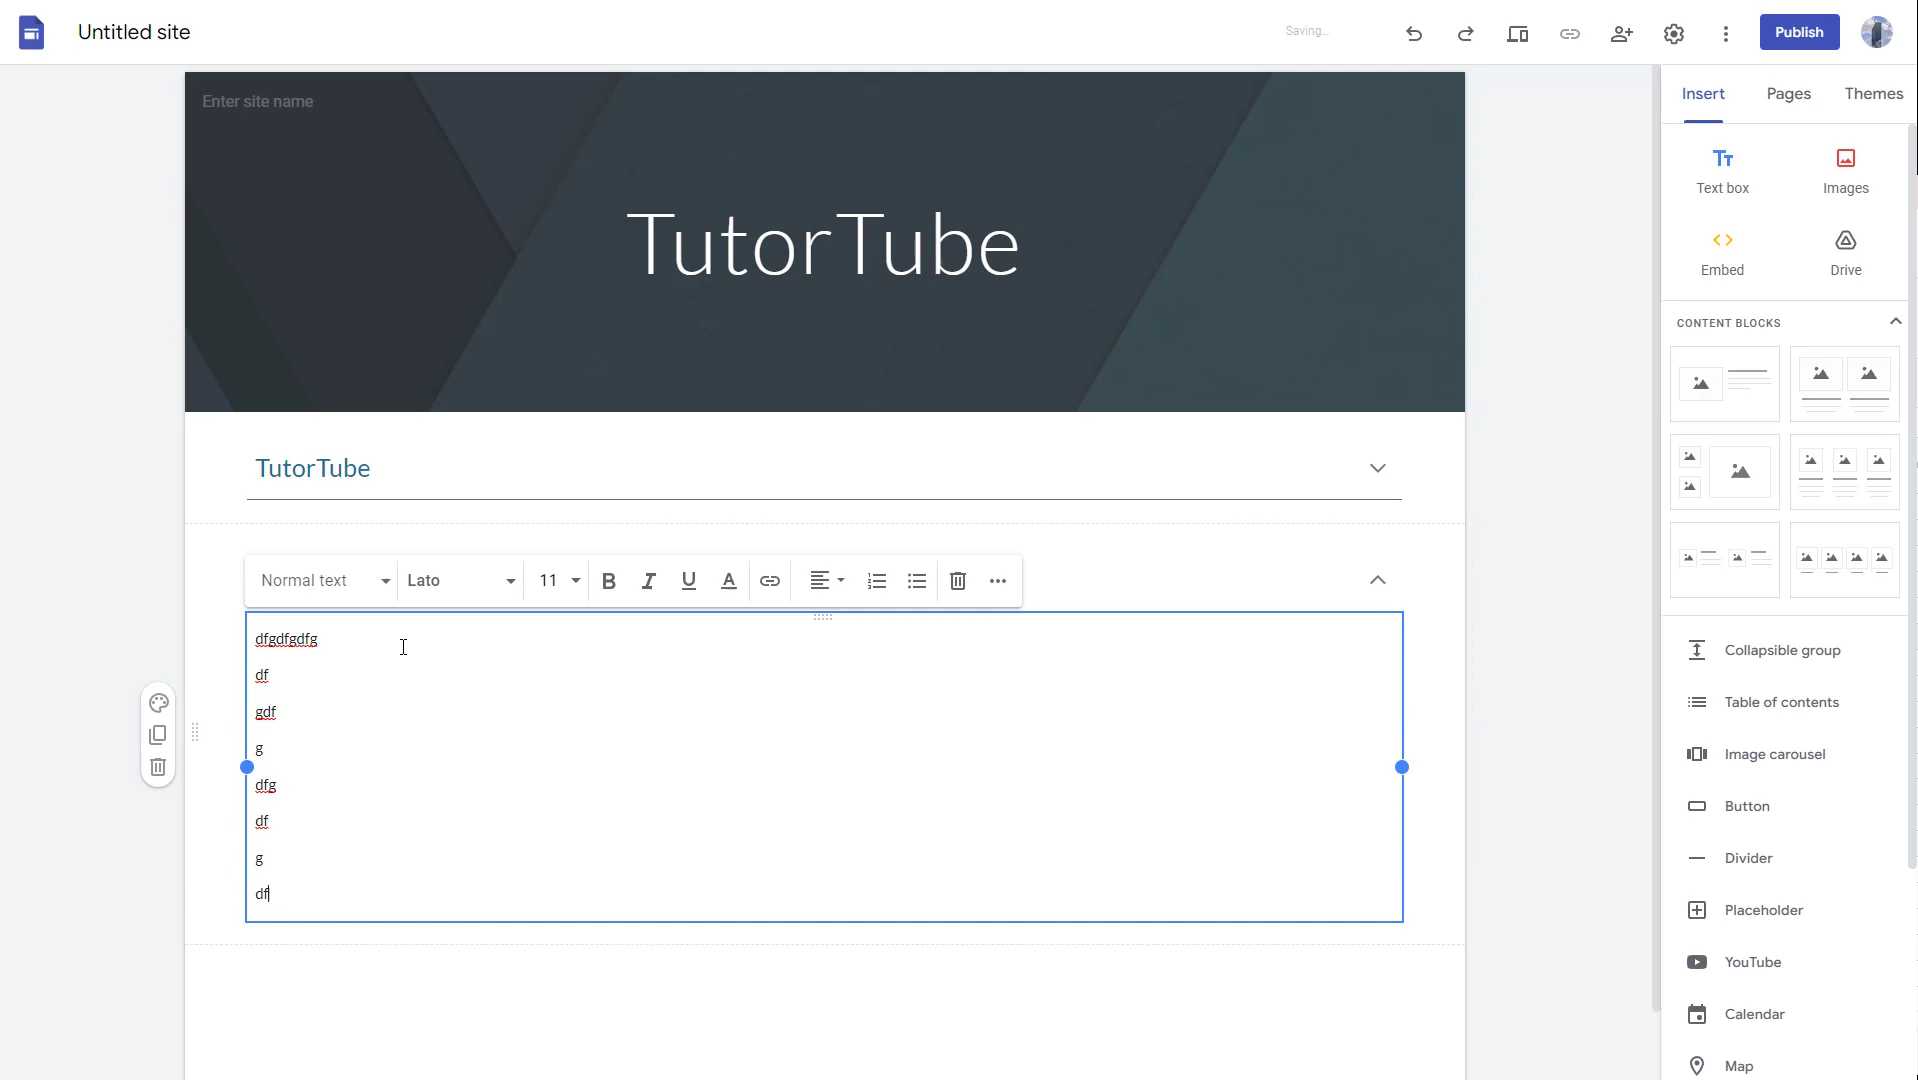 Untitled site
Saving...
Publish
Enter site name
TutorTube
Insert Pages Themes
Text box Images
Embed Drive
CONTENT BLOCKS
TutorTube
Normal text Lato 11 B I U A
dfgdfgdfg
df
gdf
g
dfg
df
g
df
Collapsible group
Table of contents
Image carousel
Button
Divider
Placeholder
YouTube
Calendar
Map